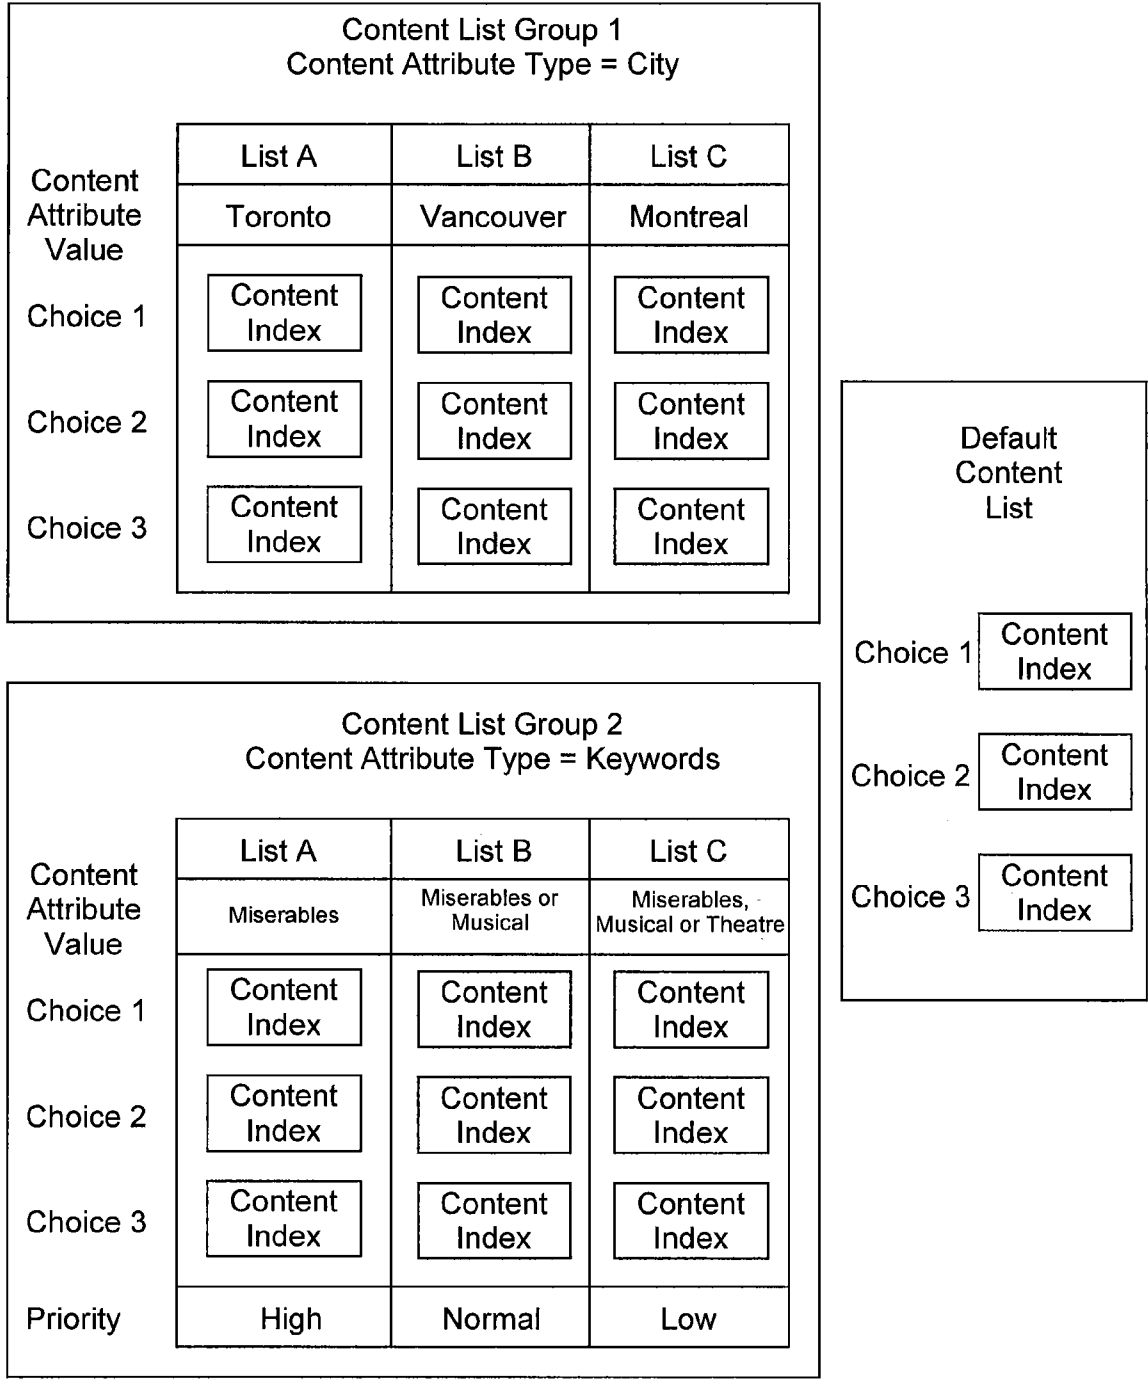 Content List Group 1
Content Attribute Type = City
List A
List B
List C
Content
Attribute
Value
Toronto
Vancouver
Montreal
Choice 1
Content
Index
Content
Index
Content
Index
Choice 2
Content
Index
Content
Index
Content
Index
Choice 3
Content
Index
Content
Index
Content
Index
Default
Content
List
Choice 1
Content
Index
Choice 2
Content
Index
Choice 3
Content
Index
Content List Group 2
Content Attribute Type = Keywords
List A
List B
List C
Content
Attribute
Value
Miserables
Miserables or
Musical
Miserables,
Musical or Theatre
Choice 1
Content
Index
Content
Index
Content
Index
Choice 2
Content
Index
Content
Index
Content
Index
Choice 3
Content
Index
Content
Index
Content
Index
Priority
High
Normal
Low